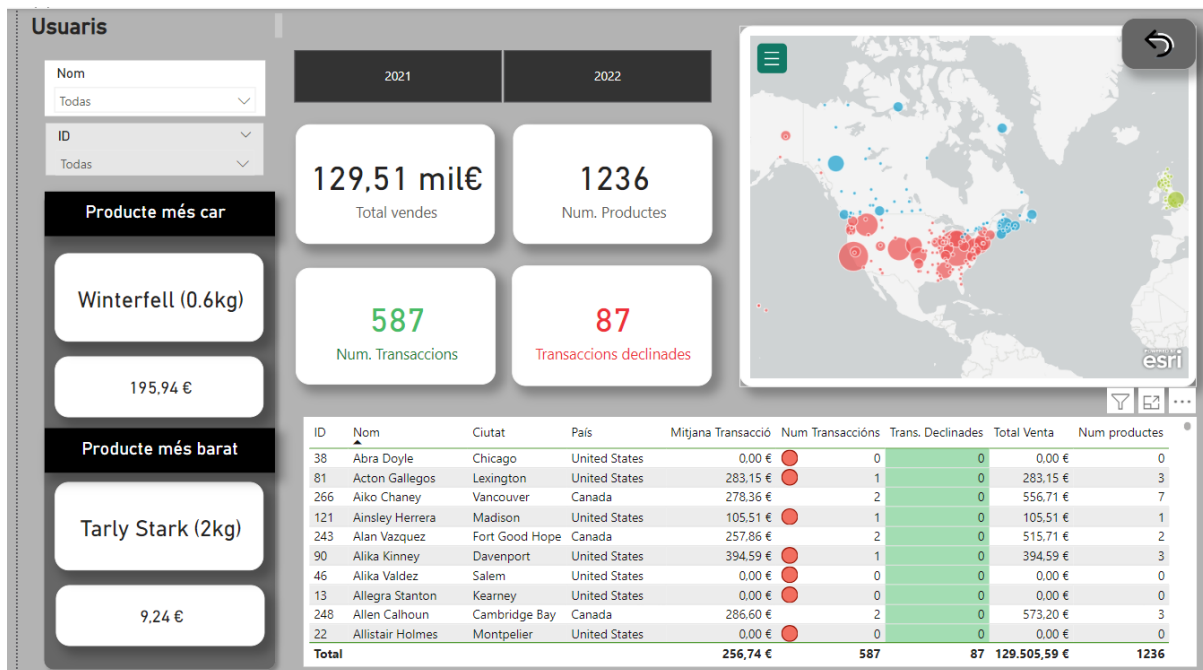 Usuaris
Nom
Todas
ID
Todas
Producte més car
Winterfell (0.6kg)
195,94 €
Producte més barat
Tarly Stark (2kg)
9,24 €
2021 2022
129,51 mil€
Total vendes
1236
Num. Productes
587
Num. Transaccions
87
Transaccions declinades
esri
ID Nom Ciutat País Mitjana Transacció Num Transaccións Trans. Declinades Total Venta Num productes
38 Abra Doyle Chicago United States 0,00 € 0 0 0,00 € 0
81 Acton Gallegos Lexington United States 283,15 € 1 0 283,15 € 3
266 Aiko Chaney Vancouver Canada 278,36 € 2 0 556,71 € 7
121 Ainsley Herrera Madison United States 105,51 € 1 0 105,51 € 1
243 Alan Vazquez Fort Good Hope Canada 257,86 € 2 0 515,71 € 2
90 Alika Kinney Davenport United States 394,59 € 1 0 394,59 € 3
46 Alika Valdez Salem United States 0,00 € 0 0 0,00 € 0
13 Allegra Stanton Kearney United States 0,00 € 0 0 0,00 € 0
248 Allen Calhoun Cambridge Bay Canada 286,60 € 2 0 573,20 € 3
22 Allistair Holmes Montpelier United States 0,00 € 0 0 0,00 € 0
Total 256,74 € 587 87 129.505,59 € 1236